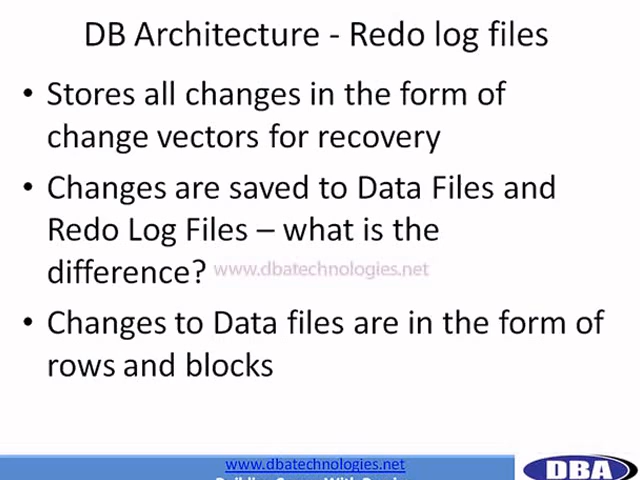 DB Architecture - Redo log files
• Stores all changes in the form of
change vectors for recovery
• Changes are saved to Data Files and
Redo Log Files – what is the
difference? www.dbatechnologies.net
• Changes to Data files are in the form of
rows and blocks
www.dbatechnologies.net
DBA